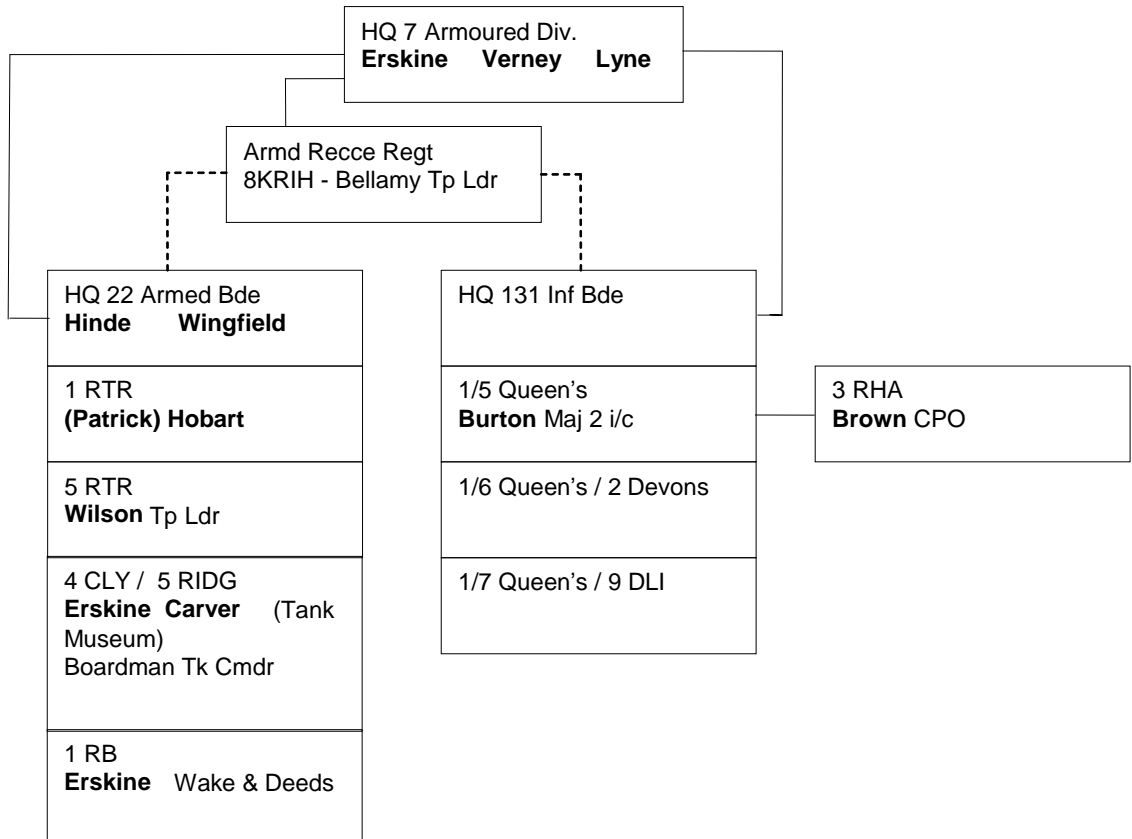 HQ 7 Armoured Div.
Erskine Verney Lyne
Armd Recce Regt
8KRIH - Bellamy Tp Ldr
HQ 22 Armed Bde
Hinde Wingfield
1 RTR
(Patrick) Hobart
5 RTR
Wilson Tp Ldr
4 CLY / 5 RIDG
Erskine Carver (Tank
Museum)
Boardman Tk Cmdr
1 RB
Erskine Wake & Deeds
HQ 131 Inf Bde
1/5 Queen's
Burton Maj 2 i/c
1/6 Queen's / 2 Devons
1/7 Queen's / 9 DLI
3 RHA
Brown CPO